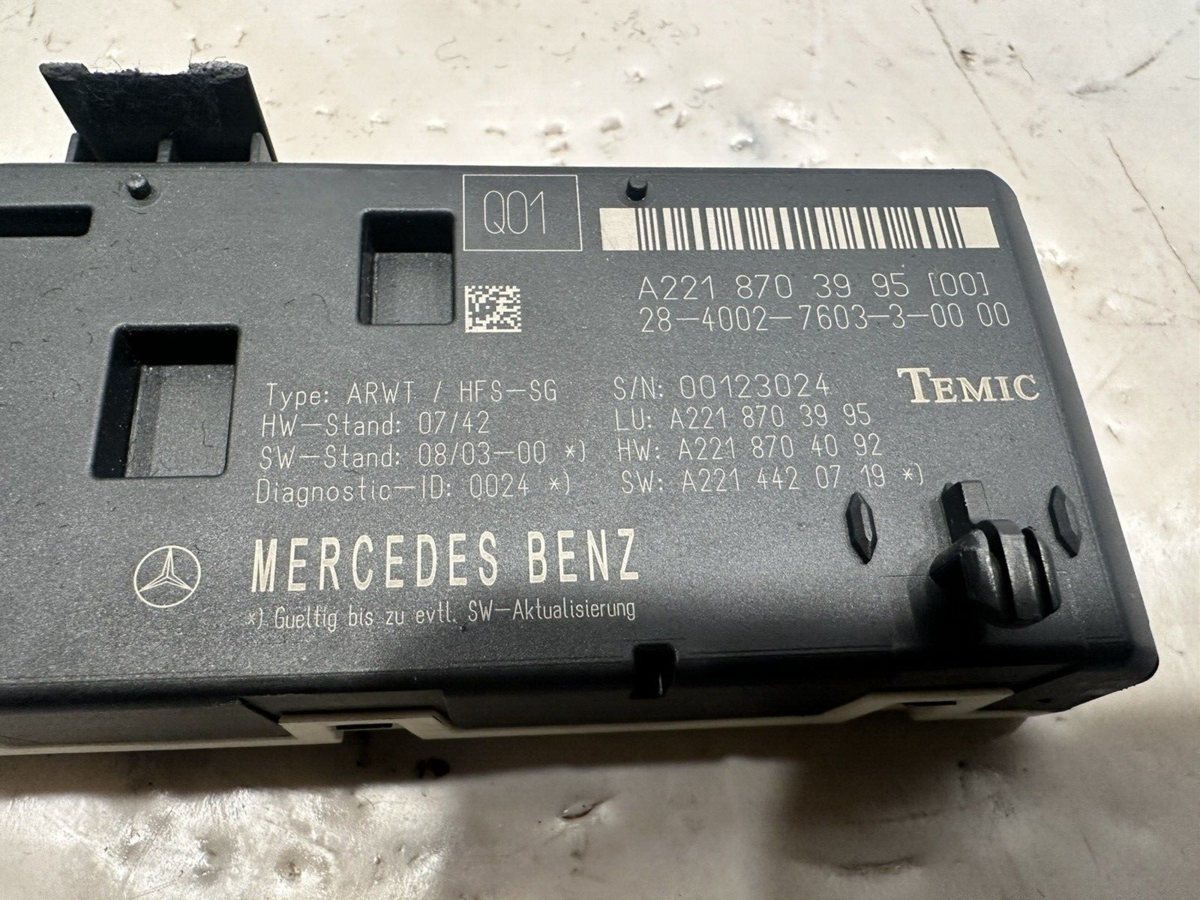 Q01
A221 870 39 95 [00]
28-4002-7603-3-00 00
TEMIC
Type: ARWT / HFS-SG
HW-Stand: 07/42
SW-Stand: 08/03-00 *)
Diagnostic-ID: 0024 *)
S/N: 00123024
LU: A221 870 39 95
HW: A221 870 40 92
SW: A221 442 07 19 *)
MERCEDES BENZ
*) Gueltig bis zu evtl. SW-Aktualisierung